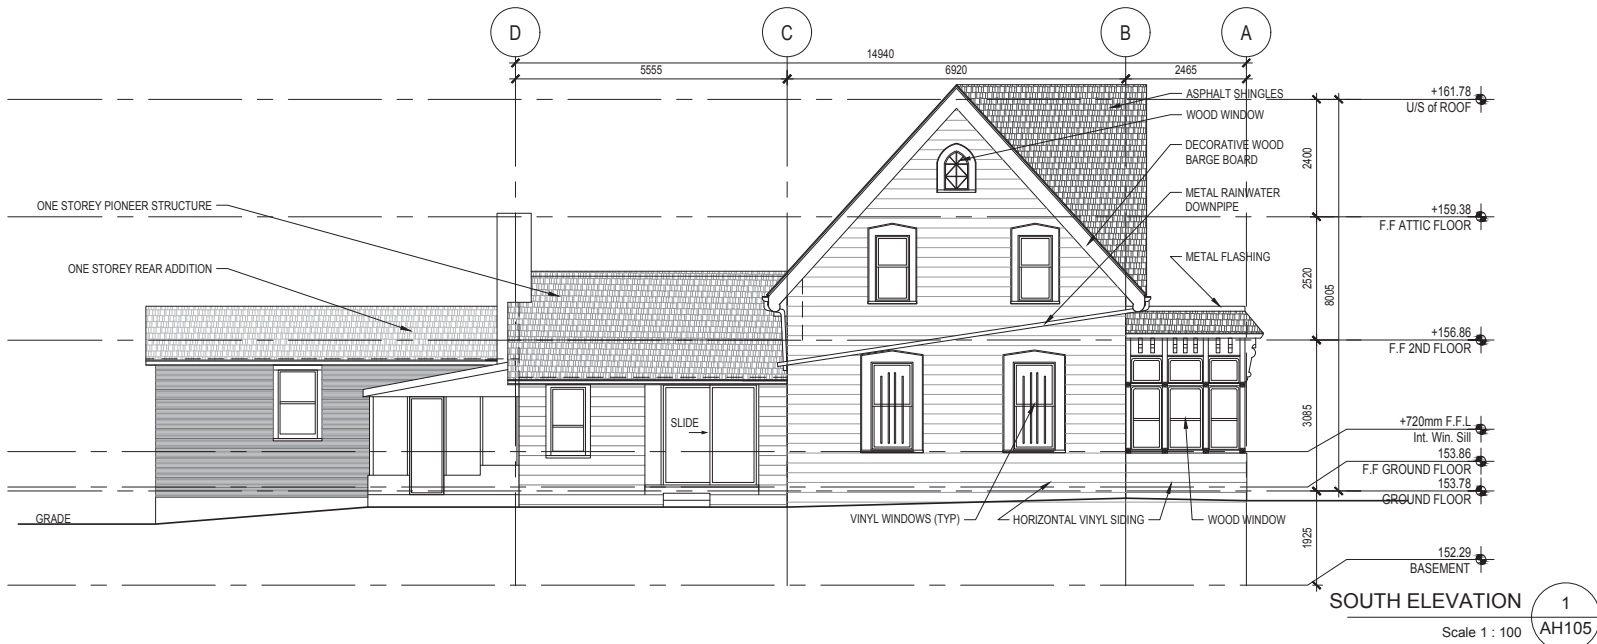 D
C
B
A
14940
5555
6920
2465
ASPHALT SHINGLES
WOOD WINDOW
DECORATIVE WOOD
BARGE BOARD
METAL RAINWATER
DOWNPIPE
METAL FLASHING
ONE STOREY PIONEER STRUCTURE
ONE STOREY REAR ADDITION
SLIDE
GRADE
VINYL WINDOWS (TYP)
HORIZONTAL VINYL SIDING
WOOD WINDOW
2400
2520
8005
3085
1925
+161.78
U/S of ROOF
+159.38
F.F ATTIC FLOOR
+156.86
F.F 2ND FLOOR
+720mm F.F.L
Int. Win. Sill
153.86
F.F GROUND FLOOR
153.78
GROUND FLOOR
152.29
BASEMENT
SOUTH ELEVATION
Scale 1 : 100
1
AH105